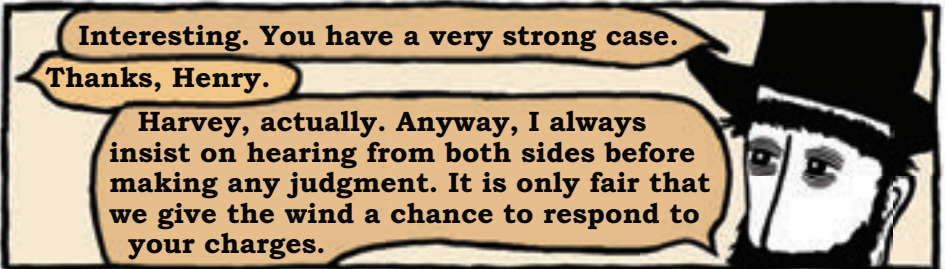 Interesting. You have a very strong case.
Thanks, Henry.
Harvey, actually. Anyway, I always
insist on hearing from both sides before
making any judgment. It is only fair that
we give the wind a chance to respond to
your charges.